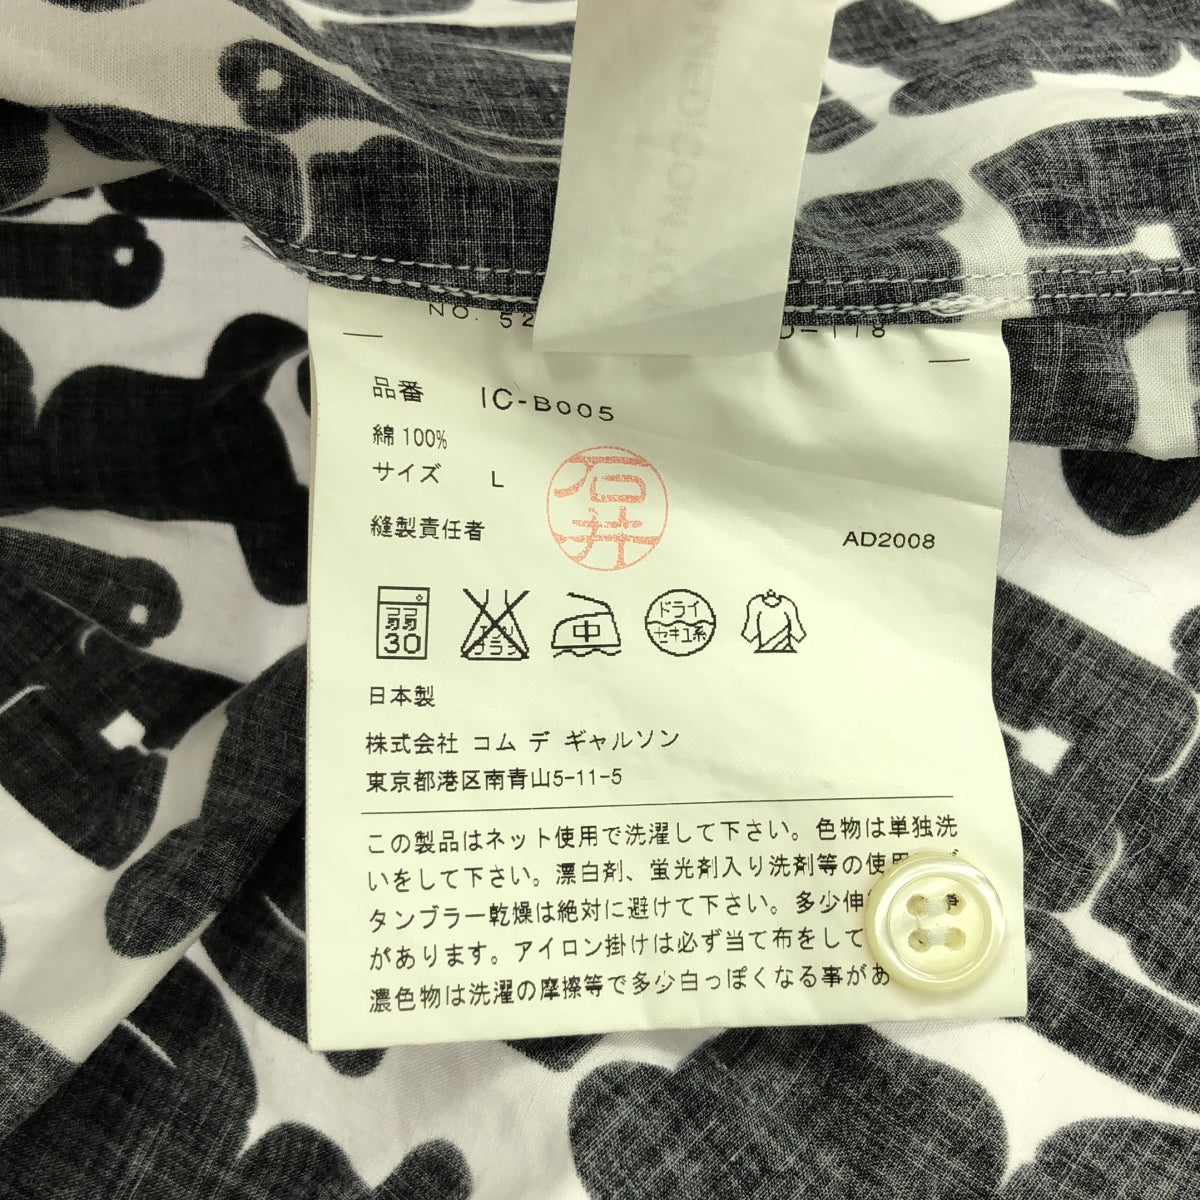 NO. 52
-118
品番 IC-B005
綿 100%
サイズ L
石井
縫製責任者
AD2008
弱
30
エンソ
中
ドライ
セキユ系
日本製
株式会社 コム デ ギャルソン
東京都港区南青山5-11-5
この製品はネット使用で洗濯して下さい。色物は単独洗
いをして下さい。漂白剤、蛍光剤入り洗剤等の使用
タンブラー乾燥は絶対に避けて下さい。多少伸
があります。アイロン掛けは必ず当て布をして
濃色物は洗濯の摩擦等で多少白っぽくなる事があ